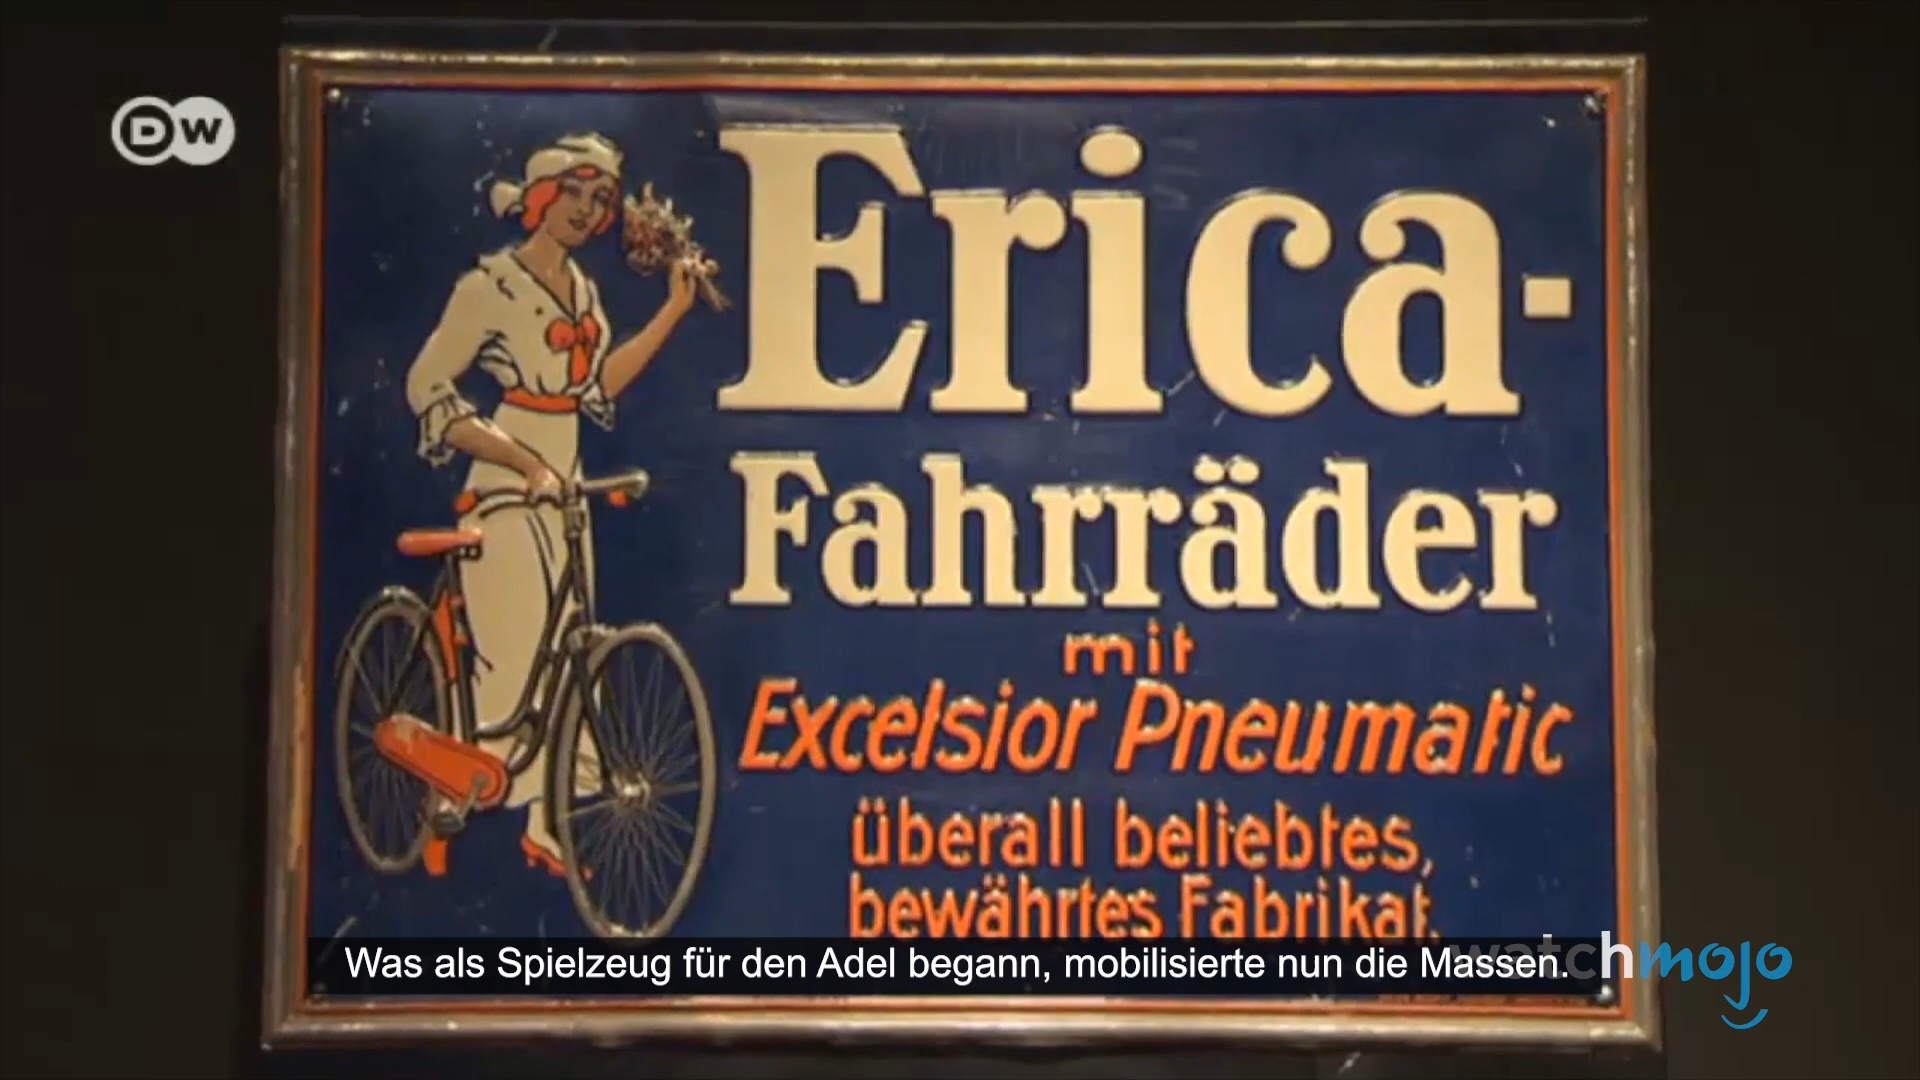 DW
Erica-
Fahrräder
mit
Excelsior Pneumatic
überall beliebtes,
bewährtes Fabrikat.
Was als Spielzeug für den Adel begann, mobilisierte nun die Massen.
watchmojo